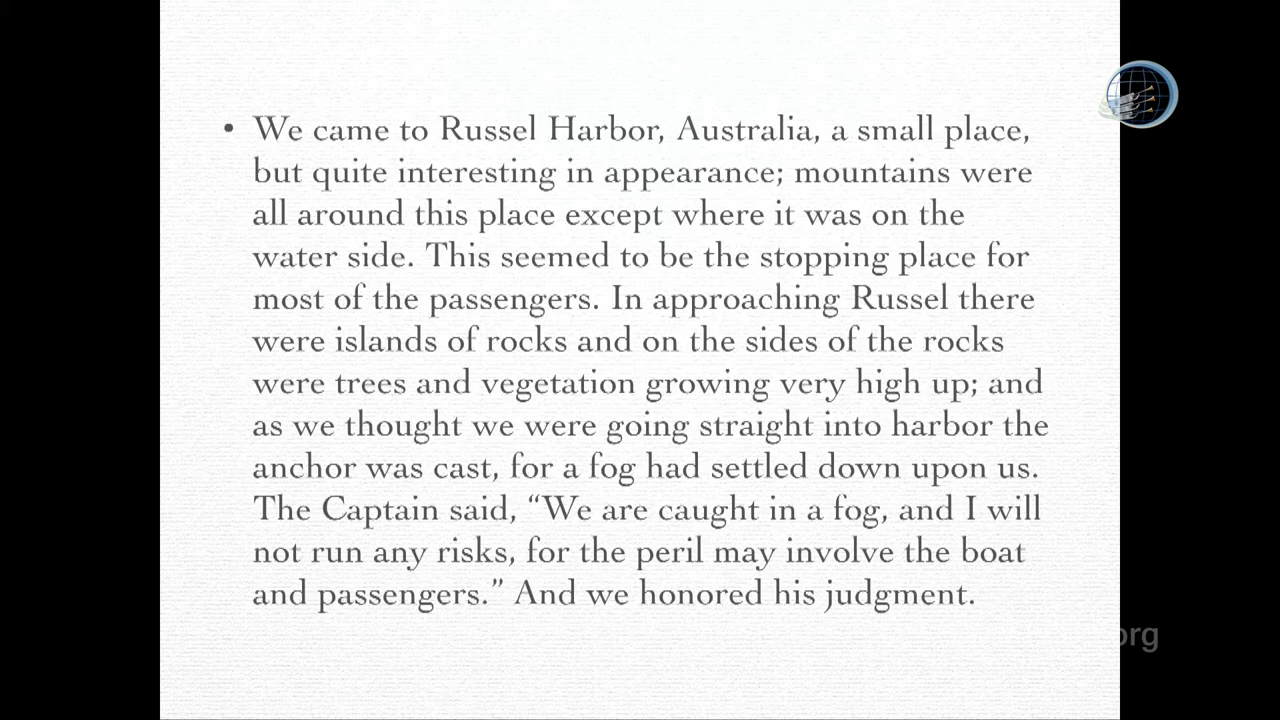 • We came to Russel Harbor, Australia, a small place,
but quite interesting in appearance; mountains were
all around this place except where it was on the
water side. This seemed to be the stopping place for
most of the passengers. In approaching Russel there
were islands of rocks and on the sides of the rocks
were trees and vegetation growing very high up; and
as we thought we were going straight into harbor the
anchor was cast, for a fog had settled down upon us.
The Captain said, “We are caught in a fog, and I will
not run any risks, for the peril may involve the boat
and passengers.” And we honored his judgment.
org